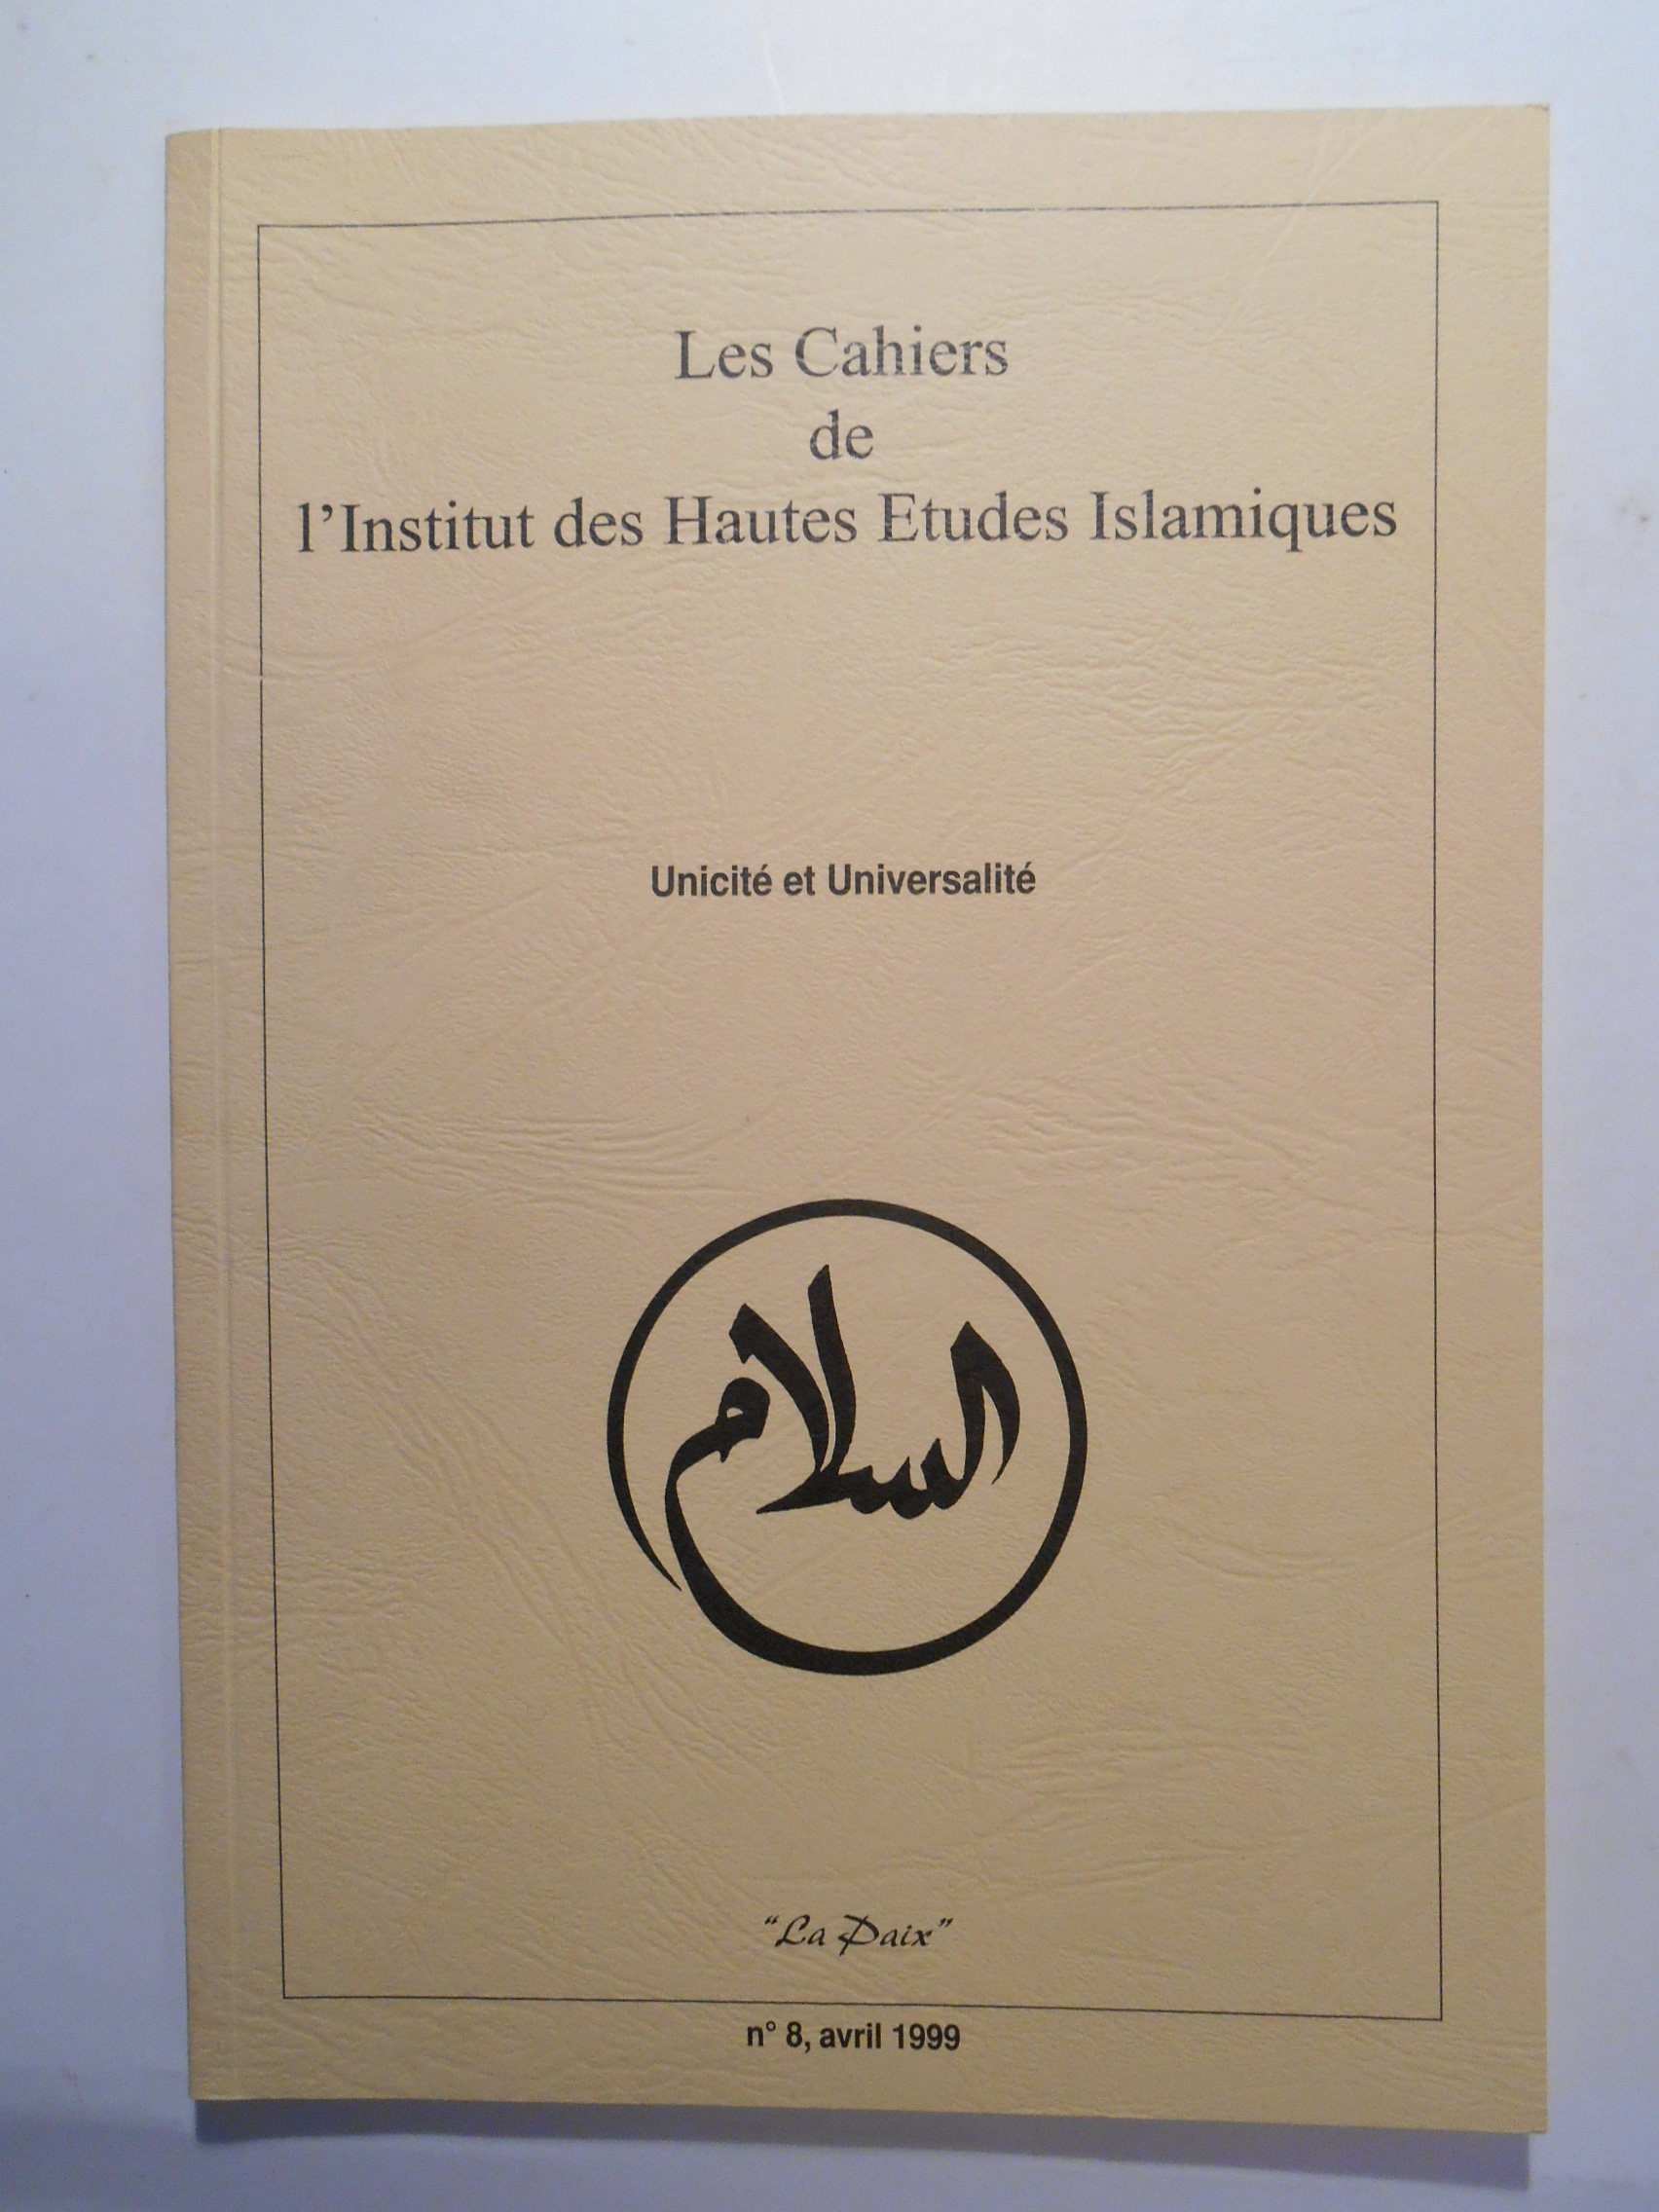 Les Cahiers
de
l’Institut des Hautes Etudes Islamiques
Unicité et Universalité
السلام
“La Paix”
n° 8, avril 1999